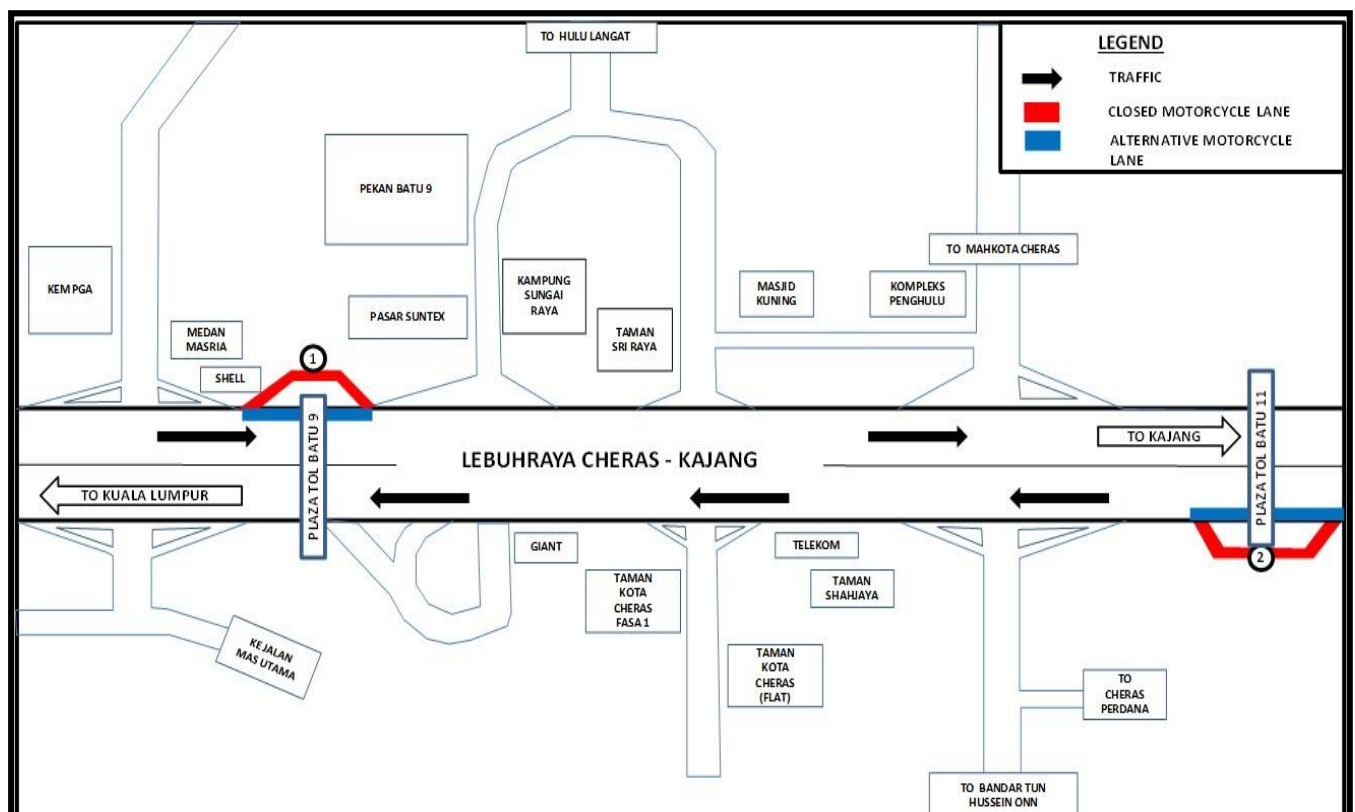 TO HULU LANGAT
LEGEND
TRAFFIC
CLOSED MOTORCYCLE LANE
ALTERNATIVE MOTORCYCLE
LANE
PEKAN BATU 9
TO MAHKOTA CHERAS
KEM PGA
KAMPUNG
SUNGAI
RAYA
MASJID
KUNING
KOMPLEKS
PENGHULU
PASAR SUNTEX
TAMAN
SRI RAYA
MEDAN
MASRIA
SHELL
1
PLAZA TOL BATU 9
PLAZA TOL BATU 11
TO KAJANG
LEBUHRAYA CHERAS - KAJANG
TO KUALA LUMPUR
GIANT
TELEKOM
2
TAMAN
KOTA
CHERAS
FASA 1
TAMAN
SHAHJAYA
KE JALAN
MAS UTAMA
TAMAN
KOTA
CHERAS
(FLAT)
TO
CHERAS
PERDANA
TO BANDAR TUN
HUSSEIN ONN